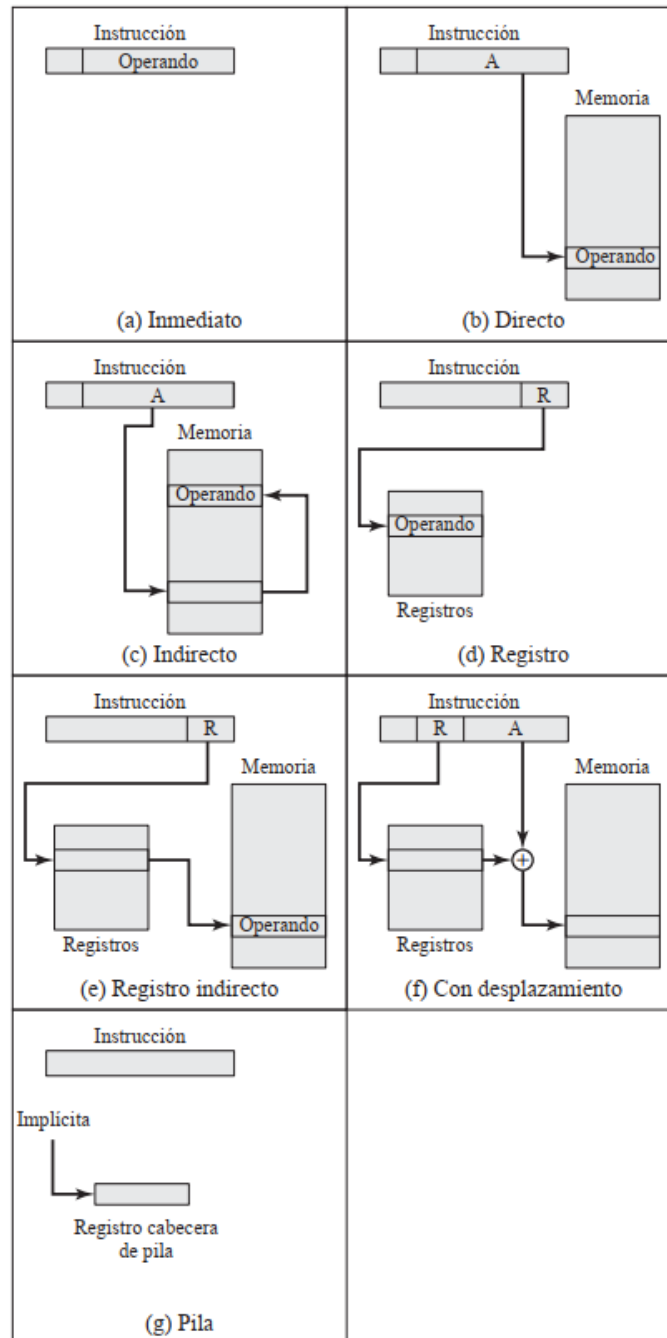 Instrucción
Operando
(a) Inmediato
Instrucción
A
Memoria
Operando
(b) Directo
Instrucción
A
Memoria
Operando
(c) Indirecto
Instrucción
R
Operando
Registros
(d) Registro
Instrucción
R
Memoria
Operando
Registros
(e) Registro indirecto
Instrucción
R A
Memoria
+
Registros
(f) Con desplazamiento
Instrucción
Implícita
Registro cabecera
de pila
(g) Pila